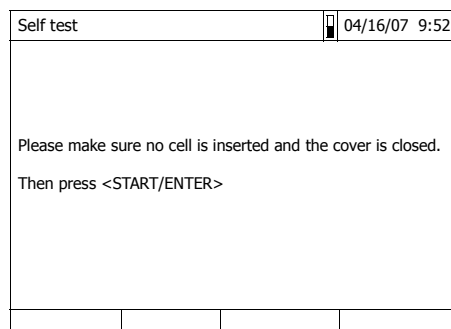 Self test 04/16/07 9:52
Please make sure no cell is inserted and the cover is closed.
Then press <START/ENTER>